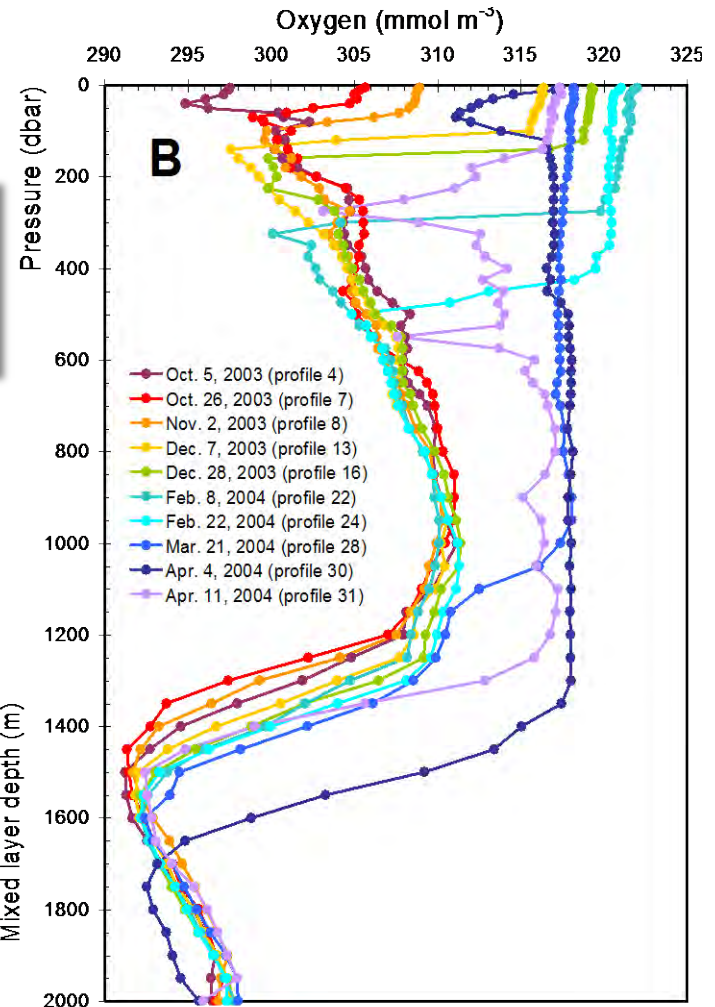 Oxygen (mmol m⁻³)
290 295 300 305 310 315 320 325
0
200
400
600
800
1000
1200
1400
1600
1800
2000
Pressure (dbar)
Mixed layer depth (m)
B
Oct. 5, 2003 (profile 4)
Oct. 26, 2003 (profile 7)
Nov. 2, 2003 (profile 8)
Dec. 7, 2003 (profile 13)
Dec. 28, 2003 (profile 16)
Feb. 8, 2004 (profile 22)
Feb. 22, 2004 (profile 24)
Mar. 21, 2004 (profile 28)
Apr. 4, 2004 (profile 30)
Apr. 11, 2004 (profile 31)